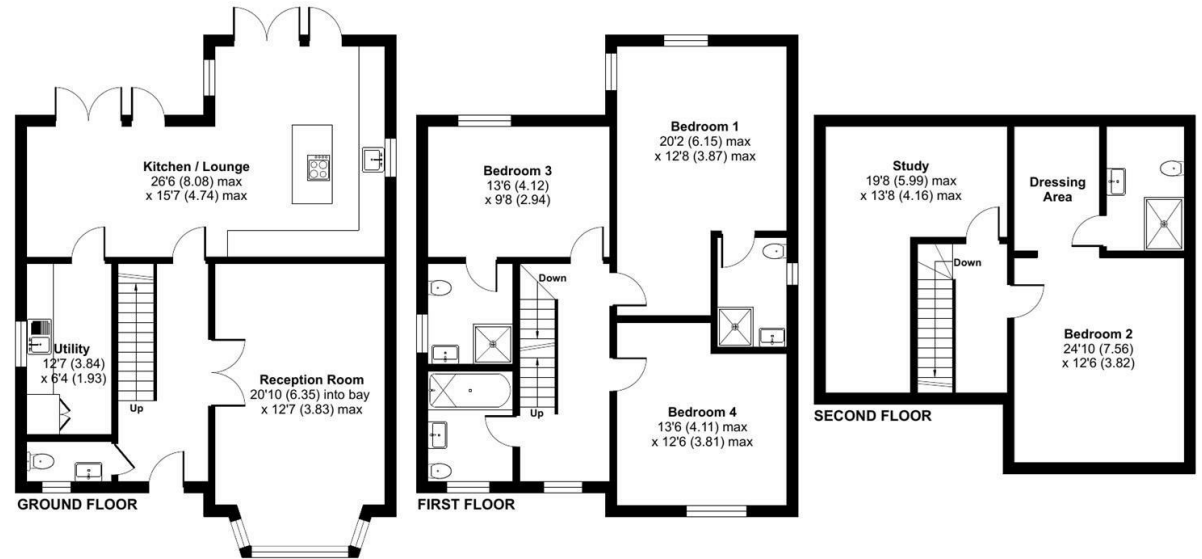 Kitchen / Lounge
26'6 (8.08) max
x 15'7 (4.74) max
Utility
12'7 (3.84)
x 6'4 (1.93)
Up
Reception Room
20'10 (6.35) into bay
x 12'7 (3.83) max
GROUND FLOOR
Bedroom 1
20'2 (6.15) max
x 12'8 (3.87) max
Bedroom 3
13'6 (4.12)
x 9'8 (2.94)
Down
Up
Bedroom 4
13'6 (4.11) max
x 12'6 (3.81) max
FIRST FLOOR
Study
19'8 (5.99) max
x 13'8 (4.16) max
Dressing
Area
Down
Bedroom 2
24'10 (7.56)
x 12'6 (3.82)
SECOND FLOOR